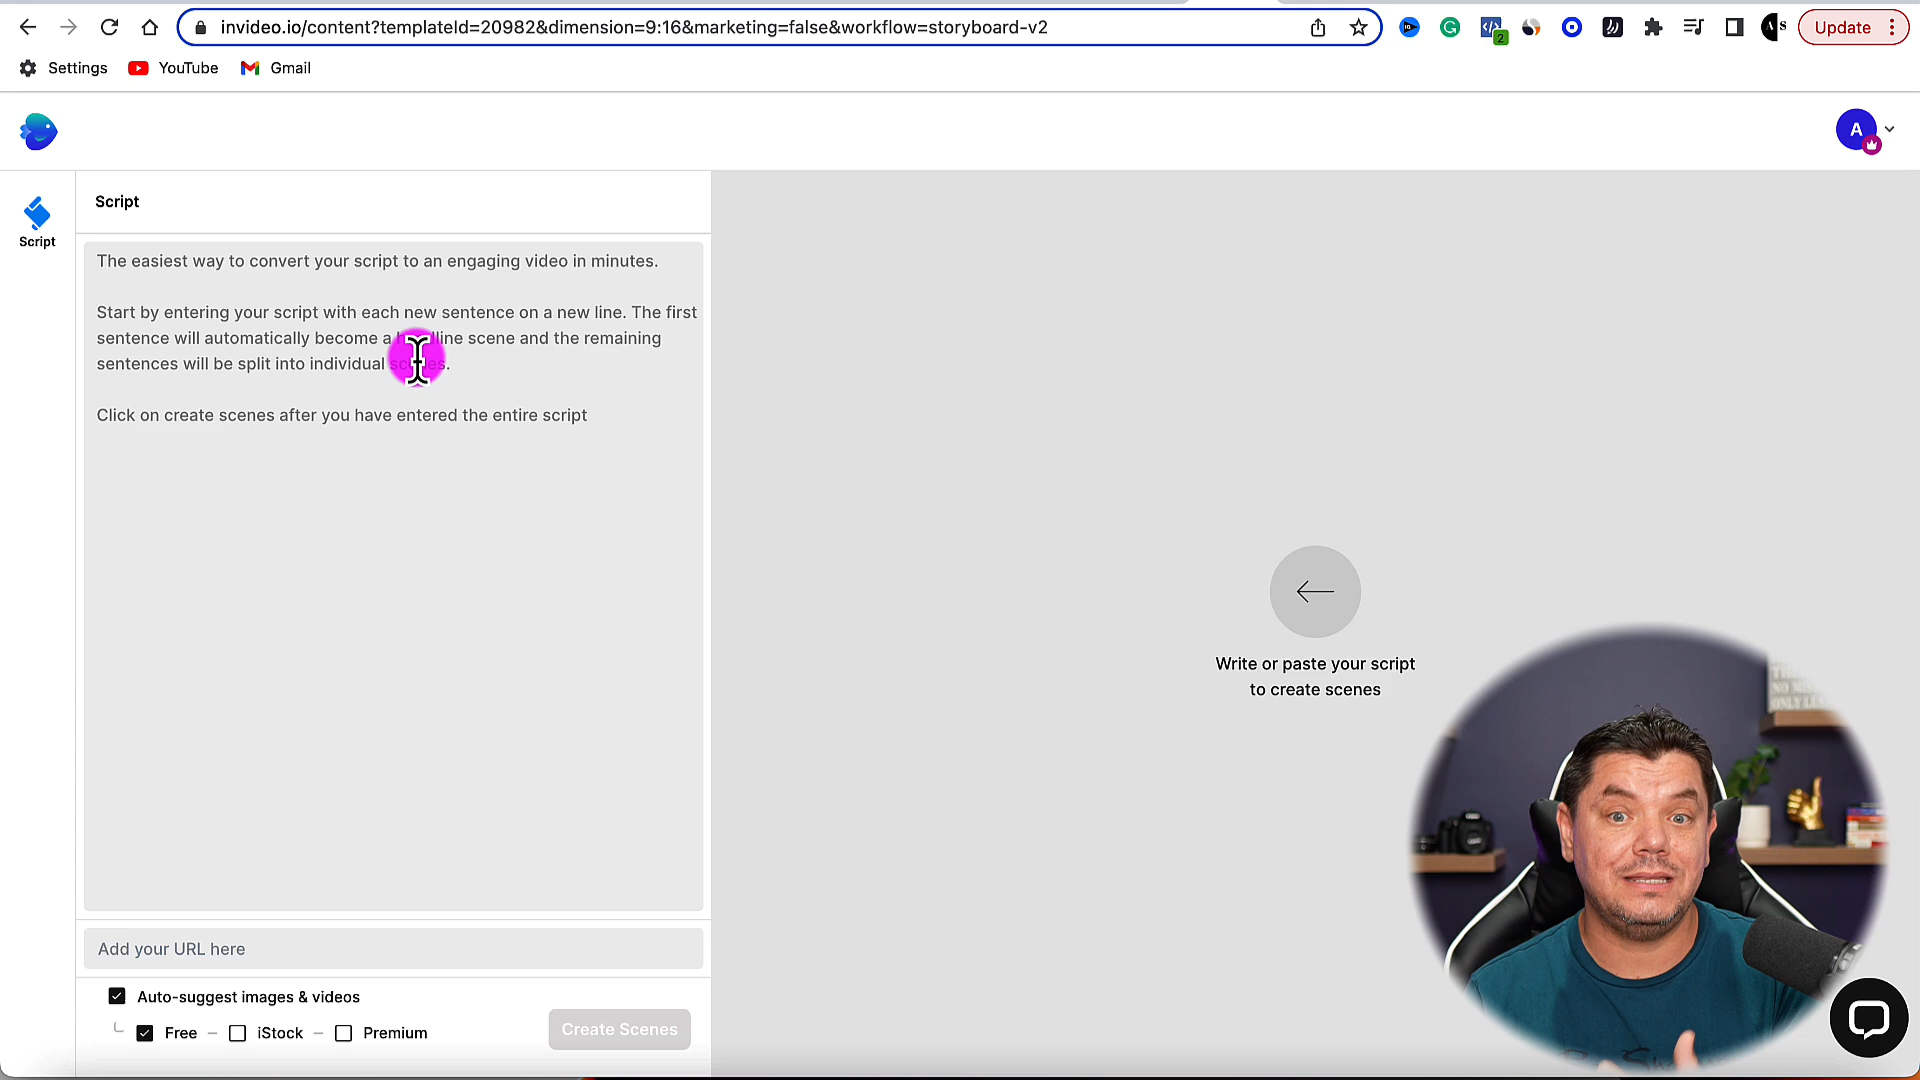 invideo.io/content?templateId=20982&dimension=9:16&marketing=false&workflow=storyboard-v2
2
Update
Settings
YouTube
Gmail
A
Script
Script
The easiest way to convert your script to an engaging video in minutes.
Start by entering your script with each new sentence on a new line. The first
sentence will automatically become a headline scene and the remaining
sentences will be split into individual scenes.
Click on create scenes after you have entered the entire script
Write or paste your script
to create scenes
Add your URL here
Auto-suggest images & videos
Free
iStock
Premium
Create Scenes